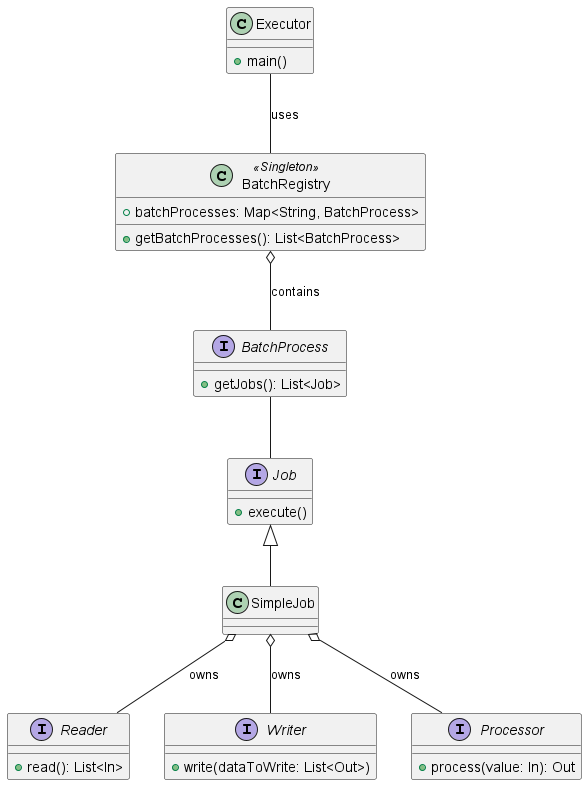 C Executor
main()
uses
«Singleton»
C BatchRegistry
batchProcesses: Map<String, BatchProcess>
getBatchProcesses(): List<BatchProcess>
contains
I BatchProcess
getJobs(): List<Job>
I Job
execute()
C SimpleJob
owns
owns
owns
I Reader
read(): List<In>
I Writer
write(dataToWrite: List<Out>)
I Processor
process(value: In): Out